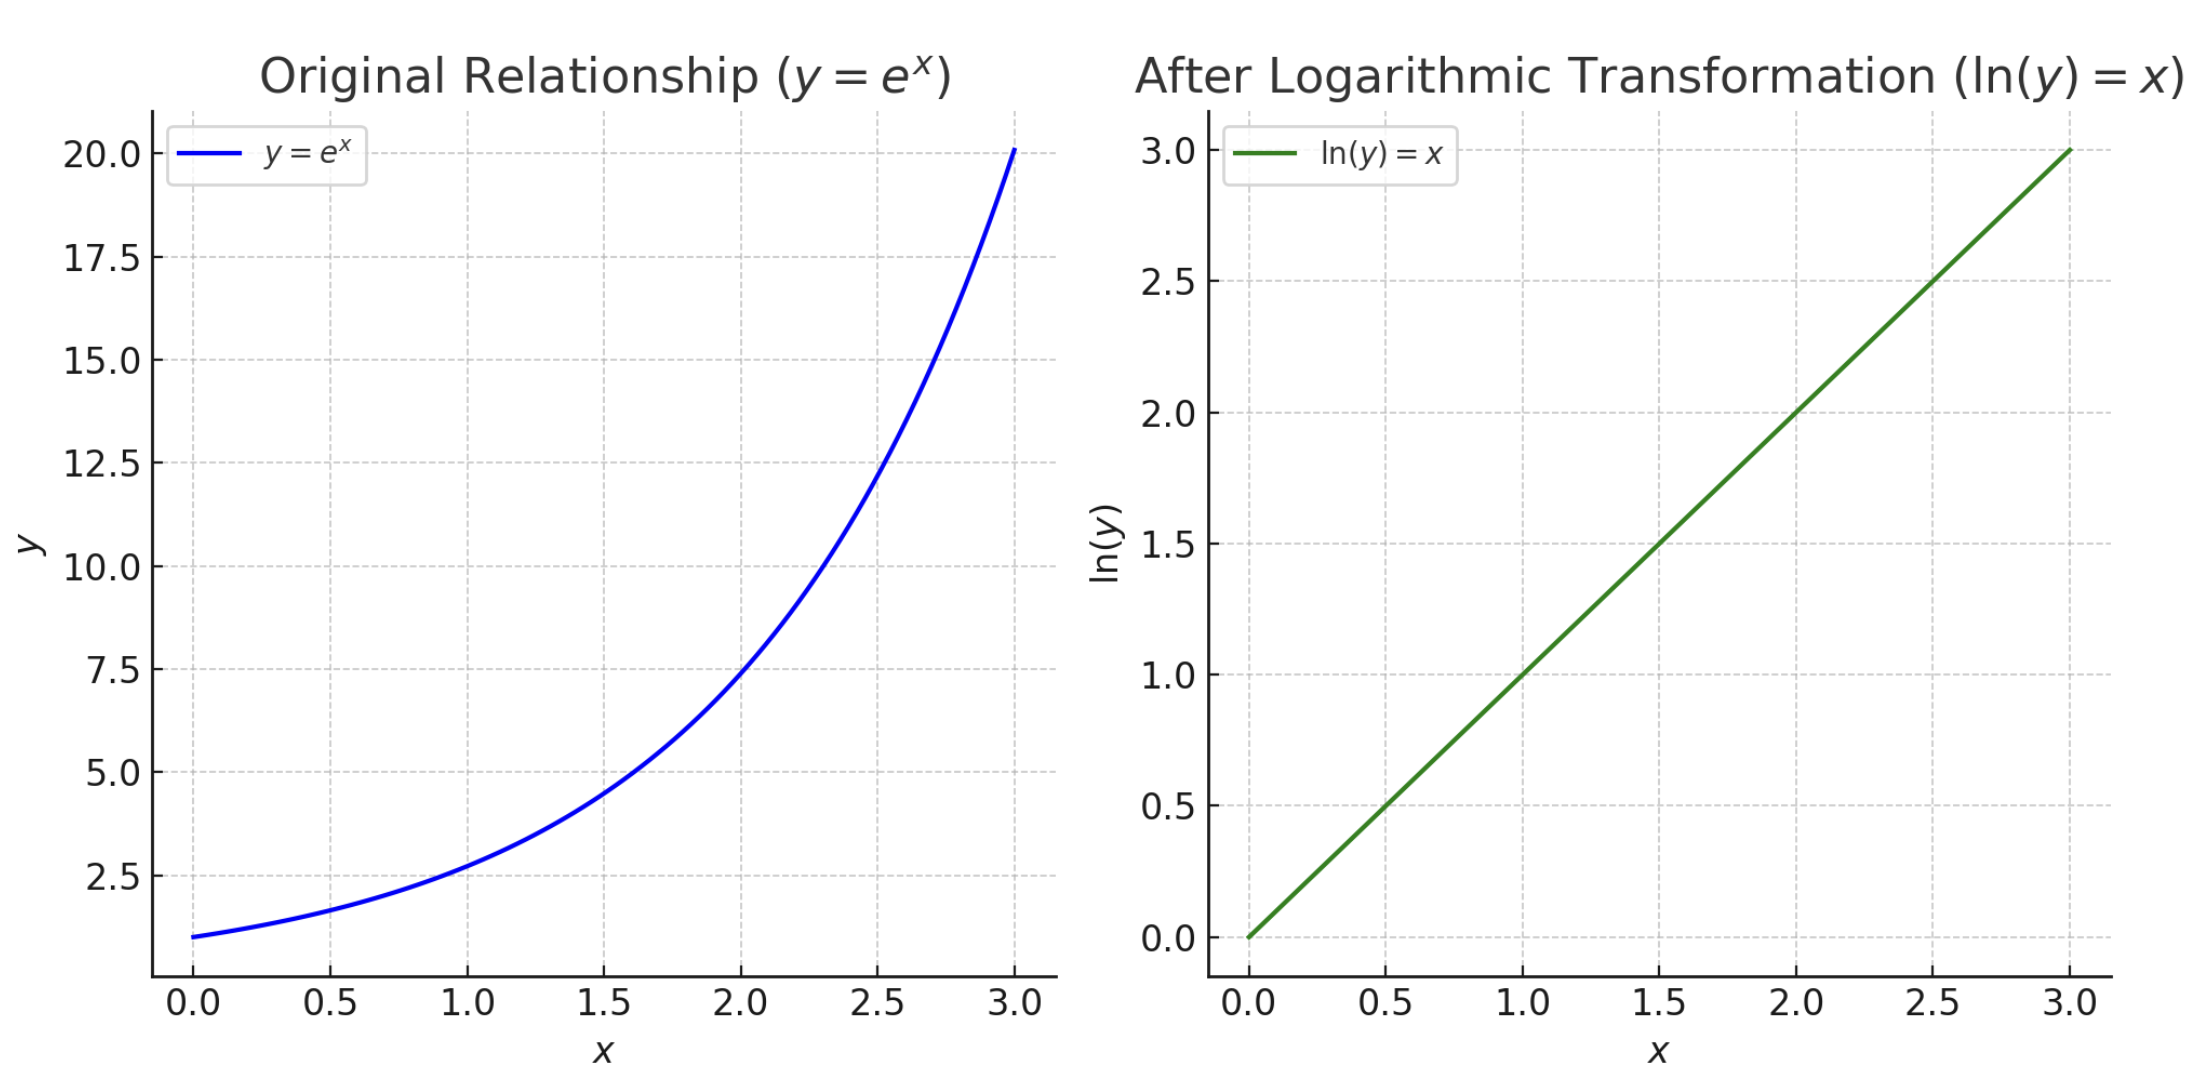 Original Relationship (y = eˣ)
y = eˣ
20.0
17.5
15.0
12.5
10.0
7.5
5.0
2.5
y
0.0 0.5 1.0 1.5 2.0 2.5 3.0
x
After Logarithmic Transformation (ln(y) = x)
ln(y) = x
3.0
2.5
2.0
1.5
1.0
0.5
0.0
ln(y)
0.0 0.5 1.0 1.5 2.0 2.5 3.0
x